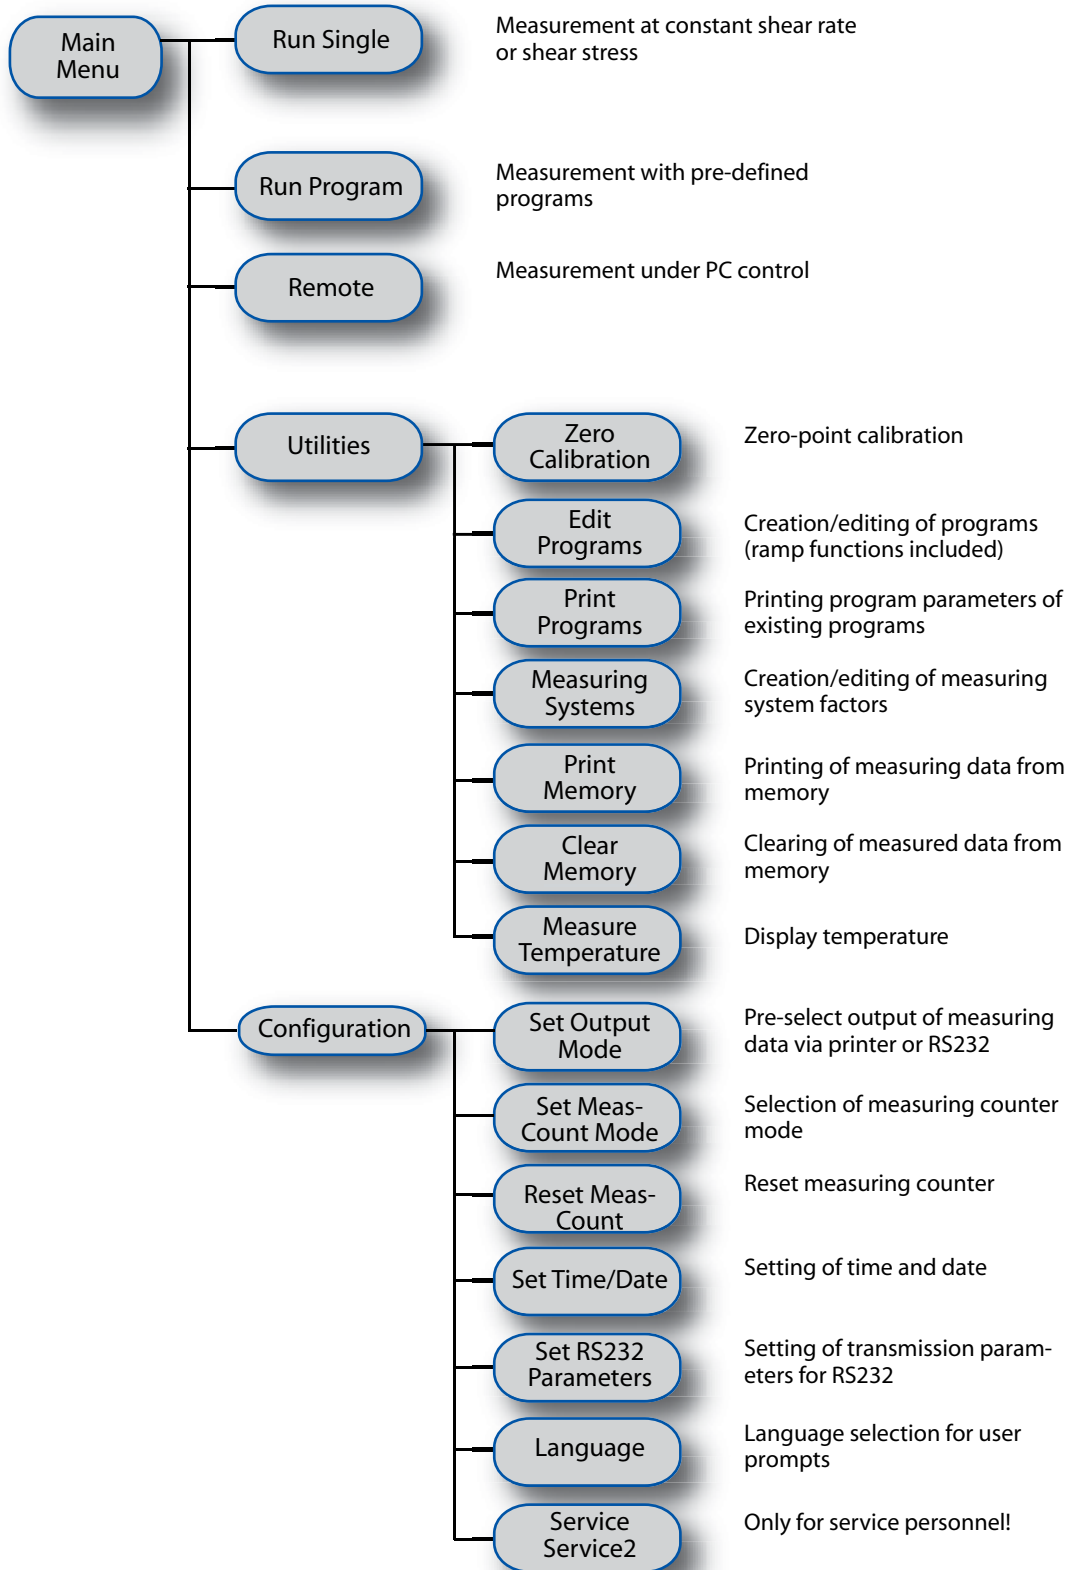 Main
Menu
Run Single
Measurement at constant shear rate
or shear stress
Run Program
Measurement with pre-defined
programs
Remote
Measurement under PC control
Utilities
Zero
Calibration
Zero-point calibration
Edit
Programs
Creation/editing of programs
(ramp functions included)
Print
Programs
Printing program parameters of
existing programs
Measuring
Systems
Creation/editing of measuring
system factors
Print
Memory
Printing of measuring data from
memory
Clear
Memory
Clearing of measured data from
memory
Measure
Temperature
Display temperature
Configuration
Set Output
Mode
Pre-select output of measuring
data via printer or RS232
Set Meas-
Count Mode
Selection of measuring counter
mode
Reset Meas-
Count
Reset measuring counter
Set Time/Date
Setting of time and date
Set RS232
Parameters
Setting of transmission param-
eters for RS232
Language
Language selection for user
prompts
Service
Service2
Only for service personnel!